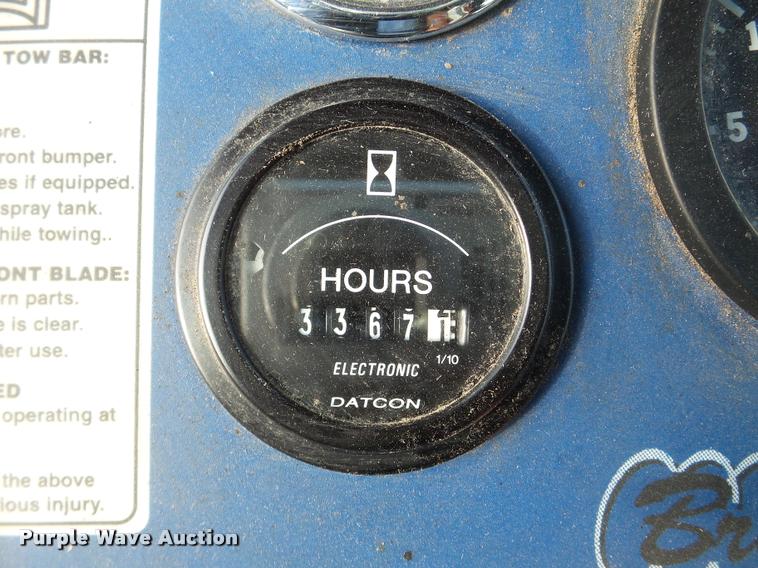 TOW BAR:
ore.
ront bumper.
es if equipped.
spray tank.
hile towing..
ONT BLADE:
rn parts.
e is clear.
ter use.
ED
operating at
the above
ious injury.
HOURS
3 3 6 7
1/10
ELECTRONIC
DATCON
5
Br
Purple Wave Auction